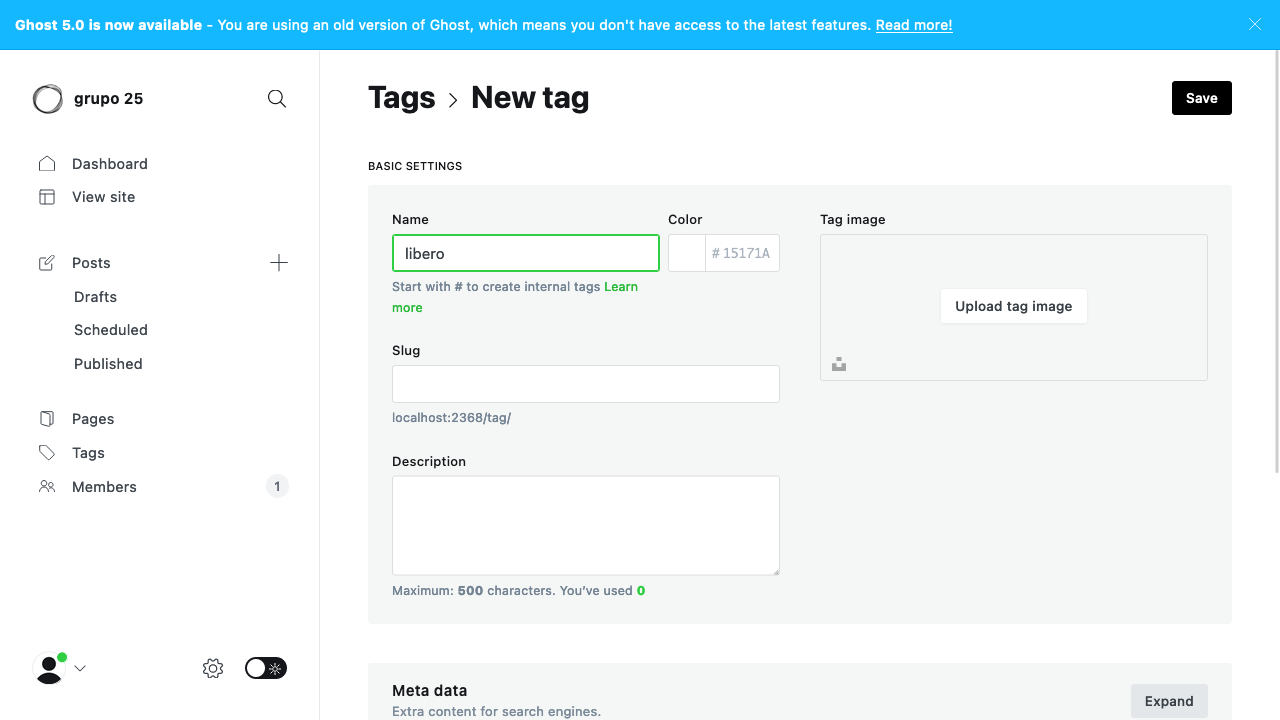 Ghost 5.0 is now available - You are using an old version of Ghost, which means you don't have access to the latest features. Read more!
grupo 25
Dashboard
View site
Posts
Drafts
Scheduled
Published
Pages
Tags
Members
1
Tags > New tag
Save
BASIC SETTINGS
Name
libero
Start with # to create internal tags Learn
more
Color
# 15171A
Slug
localhost:2368/tag/
Description
Maximum: 500 characters. You've used 0
Tag image
Upload tag image
Meta data
Extra content for search engines.
Expand